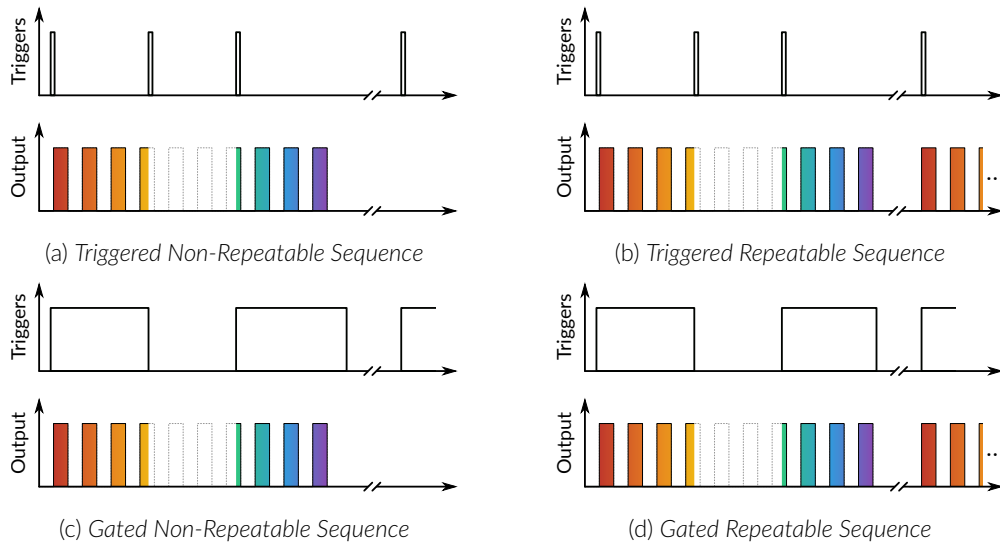 Triggers
Triggers
Output
Output
..
(a) Triggered Non-Repeatable Sequence
(b) Triggered Repeatable Sequence
Triggers
Triggers
Output
Output
..
(c) Gated Non-Repeatable Sequence
(d) Gated Repeatable Sequence